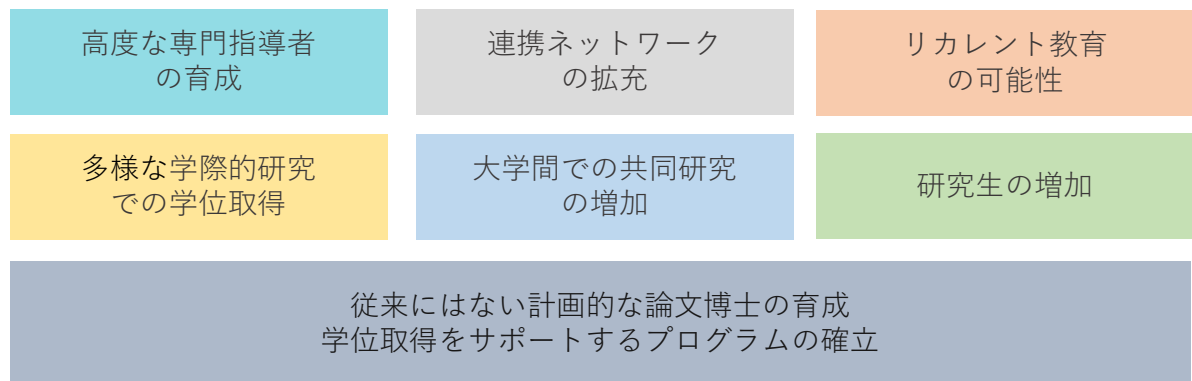 高度な専門指導者
の育成
連携ネットワーク
の拡充
リカレント教育
の可能性
多様な学際的研究
での学位取得
大学間での共同研究
の増加
研究生の増加
従来にはない計画的な論文博士の育成
学位取得をサポートするプログラムの確立